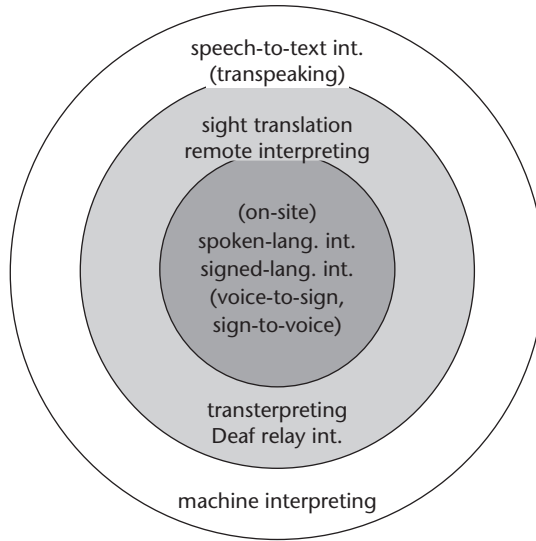 speech-to-text int.
(transpeaking)
sight translation
remote interpreting
(on-site)
spoken-lang. int.
signed-lang. int.
(voice-to-sign,
sign-to-voice)
transterpreting
Deaf relay int.
machine interpreting